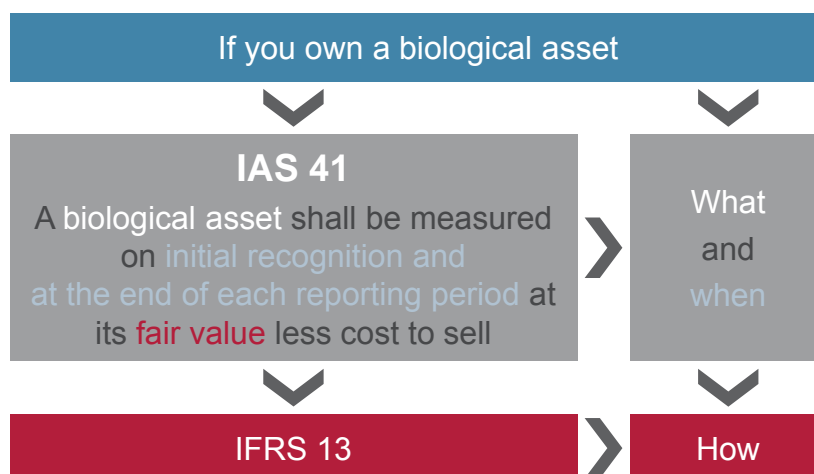 If you own a biological asset
IAS 41
A biological asset shall be measured
on initial recognition and
at the end of each reporting period at
its fair value less cost to sell
What
and
when
IFRS 13
How